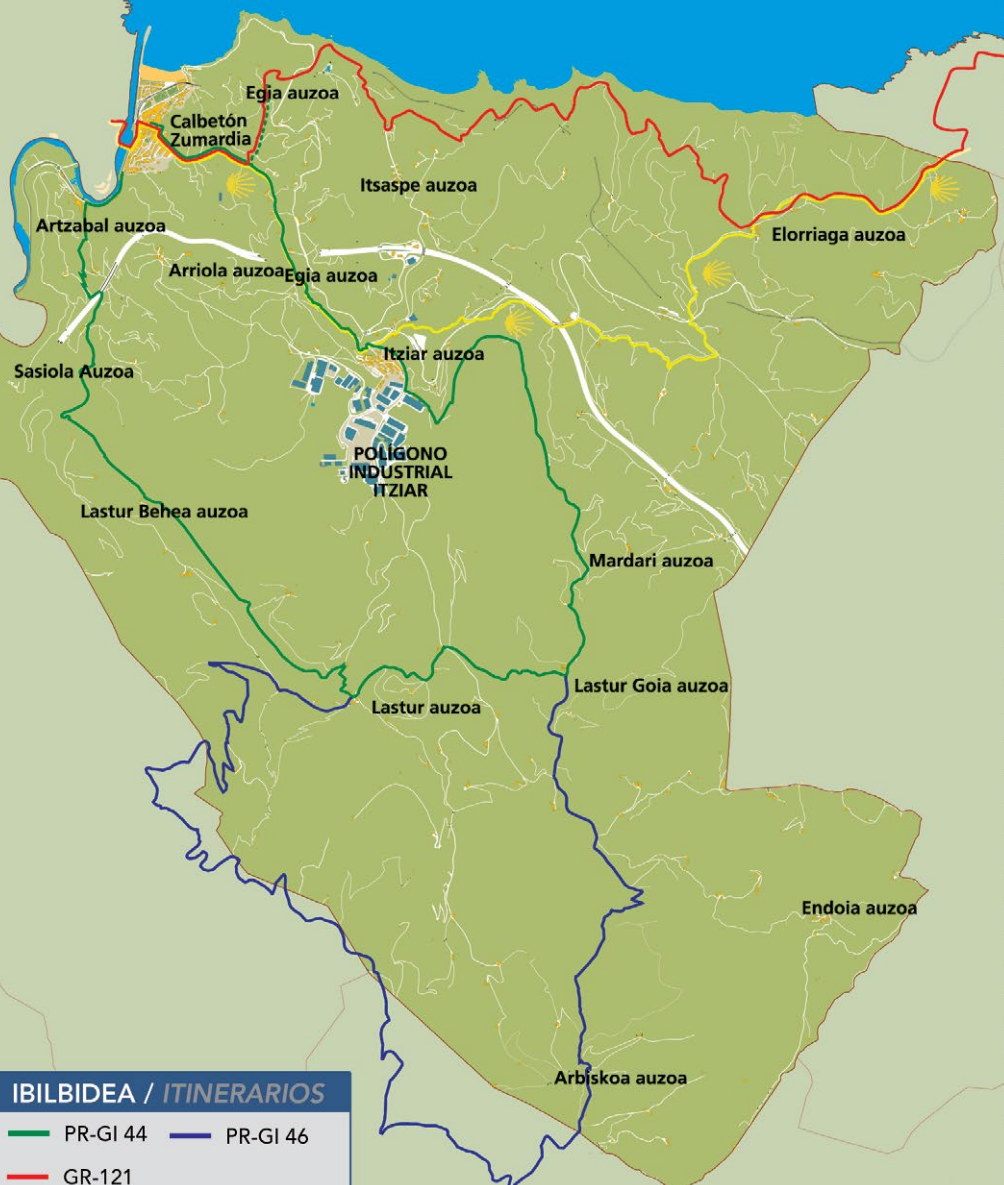 Egia auzoa
Calbetón
Zumardia
Itsaspe auzoa
Artzabal auzoa
Elorriaga auzoa
Arriola auzoa
Egia auzoa
Itziar auzoa
Sasiola Auzoa
POLÍGONO
INDUSTRIAL
ITZIAR
Lastur Behea auzoa
Mardari auzoa
Lastur Goia auzoa
Lastur auzoa
Endoia auzoa
Arbiskoa auzoa
IBILBIDEA / ITINERARIOS
PR-GI 44 PR-GI 46
GR-121